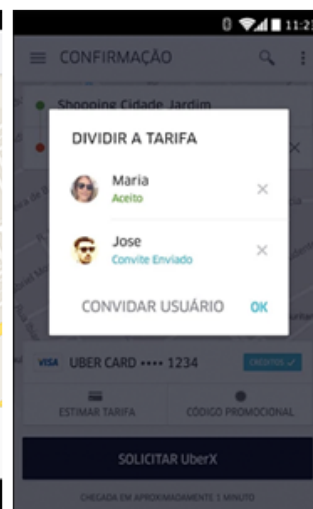 11:21
CONFIRMAÇÃO
Shopping Cidade Jardim
DIVIDIR A TARIFA
Maria
Aceito
Jose
Convite Enviado
CONVIDAR USUÁRIO OK
VISA UBER CARD •••• 1234 CRÉDITOS
ESTIMAR TARIFA CÓDIGO PROMOCIONAL
SOLICITAR UberX
CHEGADA EM APROXIMADAMENTE 1 MINUTO